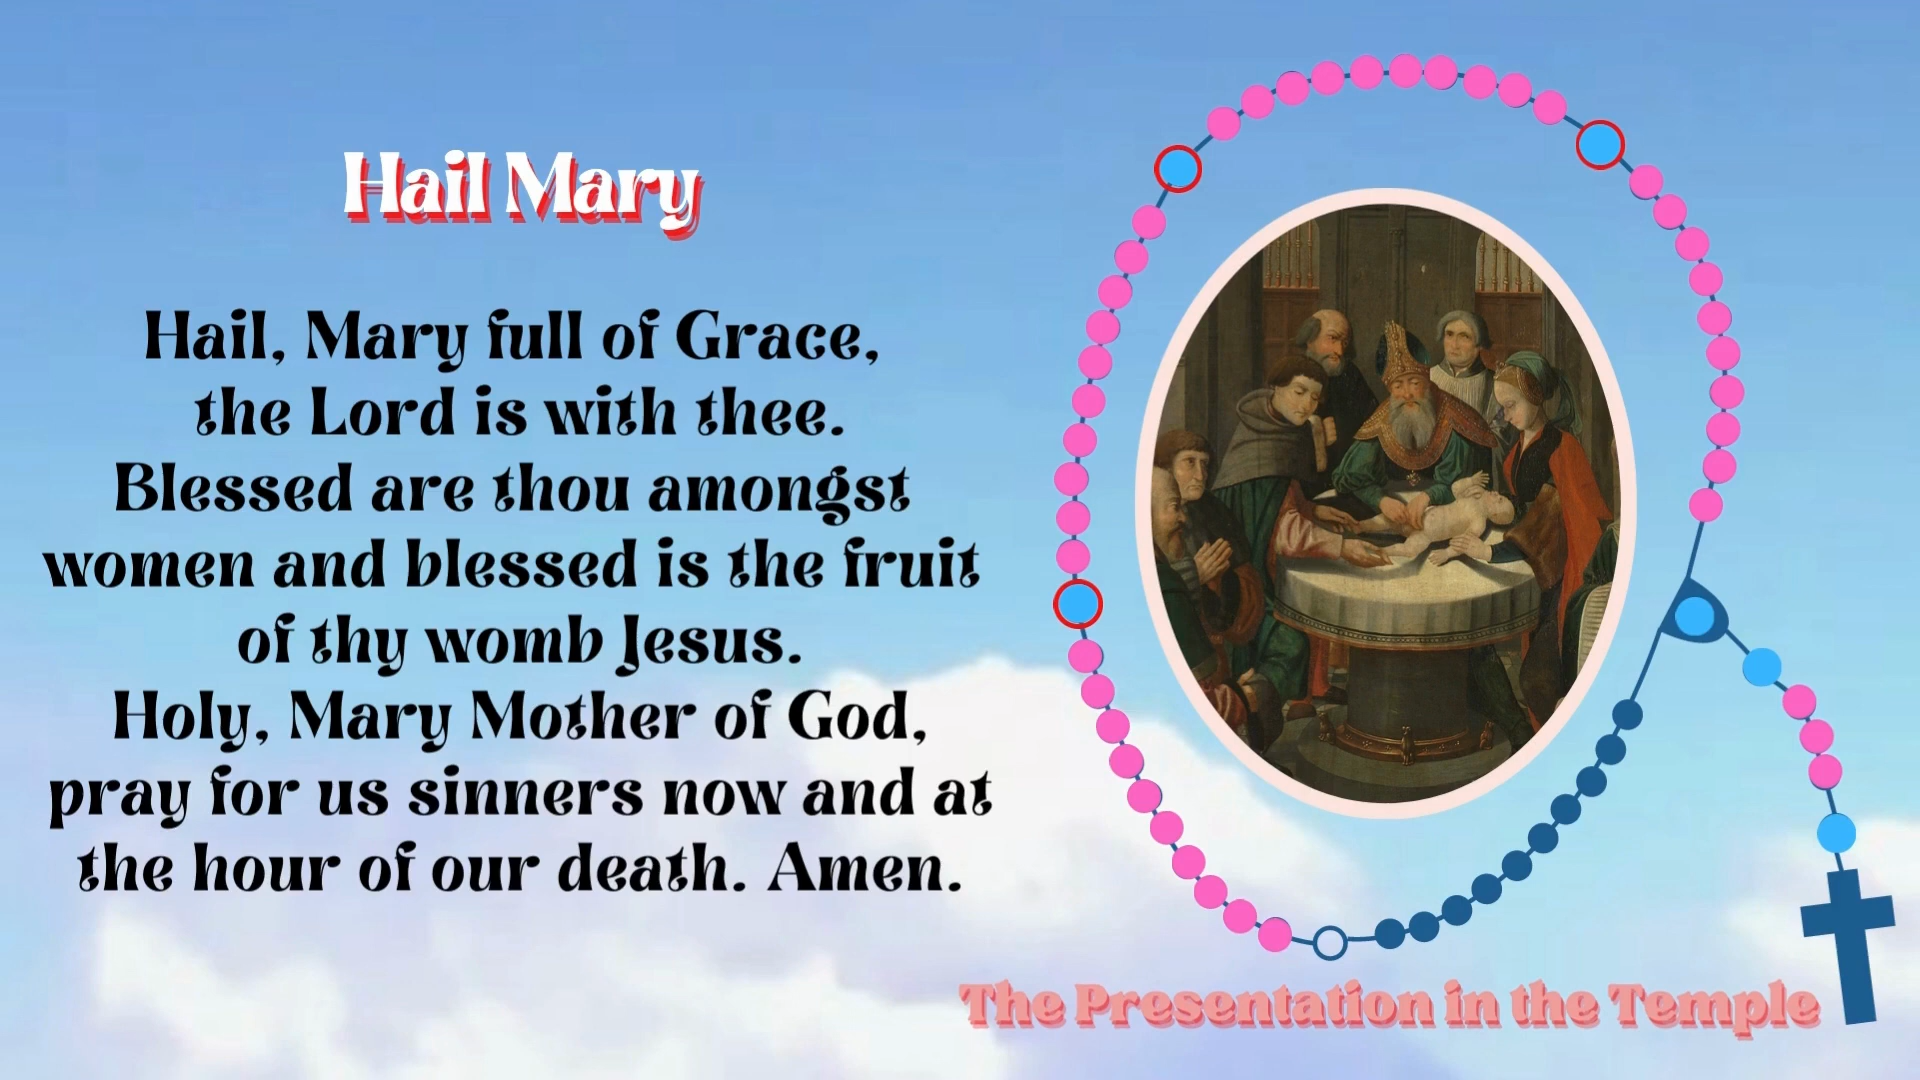 Hail Mary
Hail, Mary full of Grace,
the Lord is with thee.
Blessed are thou amongst
women and blessed is the fruit
of thy womb Jesus.
Holy, Mary Mother of God,
pray for us sinners now and at
the hour of our death. Amen.
The Presentation in the Temple